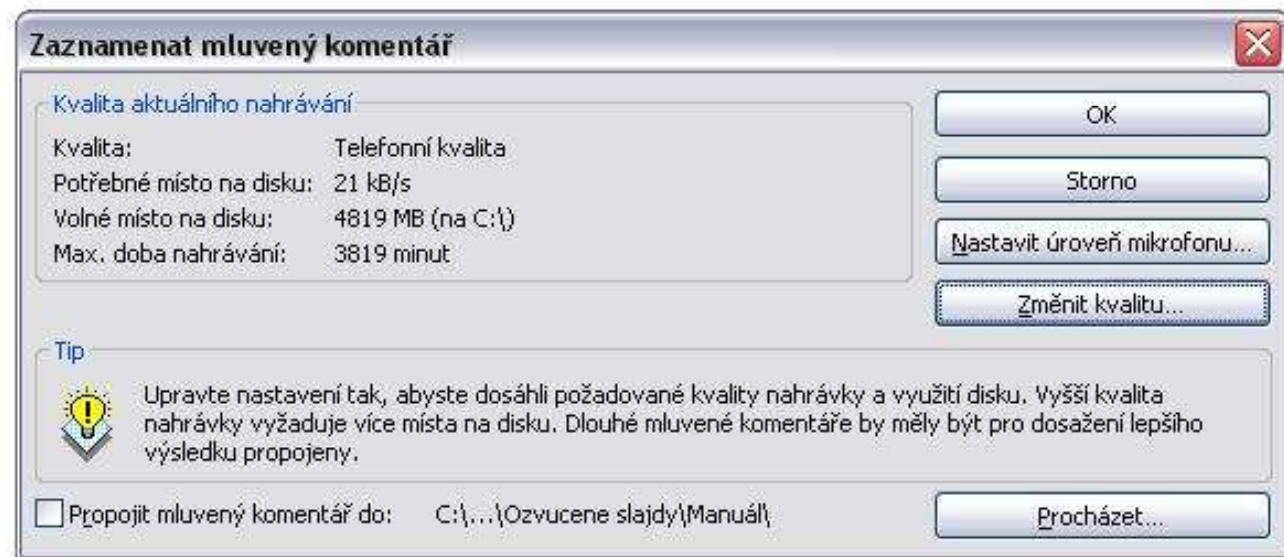 Zaznamenat mluvený komentář
Kvalita aktuálního nahrávání
Kvalita: Telefonní kvalita
Potřebné místo na disku: 21 kB/s
Volné místo na disku: 4819 MB (na C:\)
Max. doba nahrávání: 3819 minut
OK
Storno
Nastavit úroveň mikrofonu...
Změnit kvalitu...
Tip
Upravte nastavení tak, abyste dosáhli požadované kvality nahrávky a využití disku. Vyšší kvalita
nahrávky vyžaduje více místa na disku. Dlouhé mluvené komentáře by měly být pro dosažení lepšího
výsledku propojeny.
Propojit mluvený komentář do: C:\...\Ozvucene slajdy\Manuál\
Procházet...